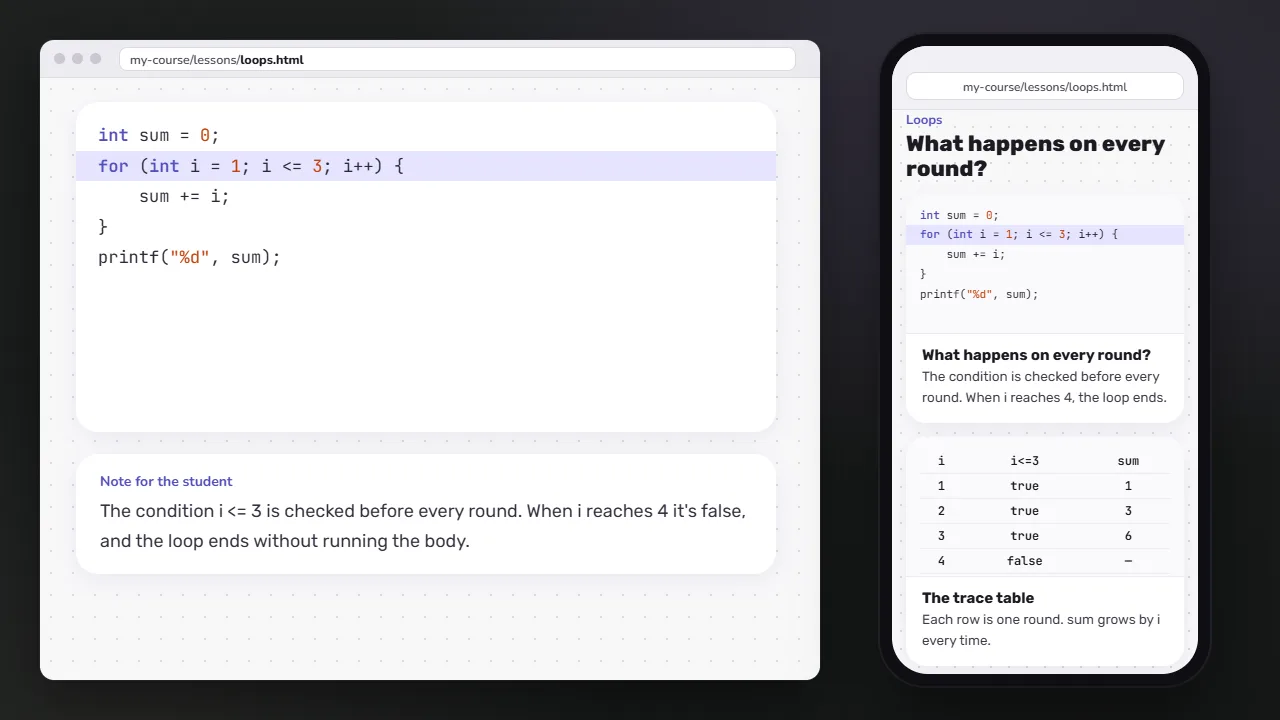 my-course/lessons/loops.html
int sum = 0;
for (int i = 1; i <= 3; i++) {
    sum += i;
}
printf("%d", sum);
Note for the student
The condition i <= 3 is checked before every round. When i reaches 4 it's false,
and the loop ends without running the body.
my-course/lessons/loops.html
Loops
What happens on every
round?
int sum = 0;
for (int i = 1; i <= 3; i++) {
    sum += i;
}
printf("%d", sum);
What happens on every round?
The condition is checked before every
round. When i reaches 4, the loop ends.
i i<=3 sum
1 true 1
2 true 3
3 true 6
4 false —
The trace table
Each row is one round. sum grows by i
every time.